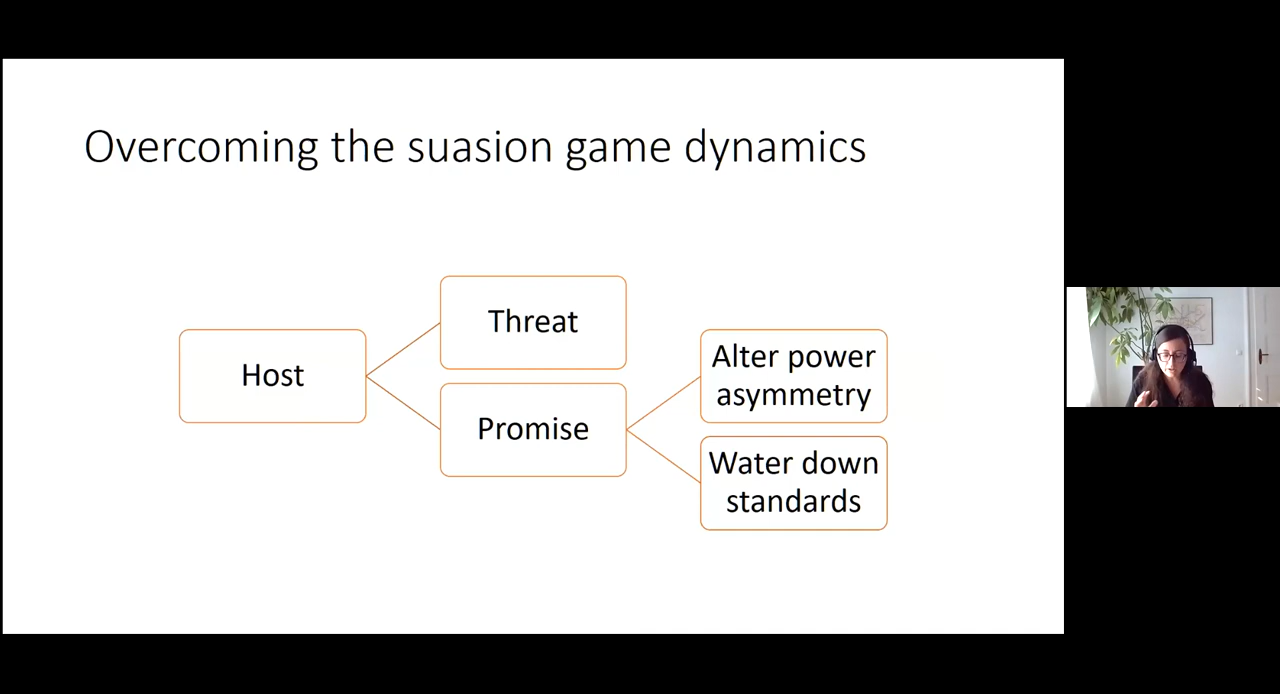 Overcoming the suasion game dynamics
Host
Threat
Promise
Alter power
asymmetry
Water down
standards